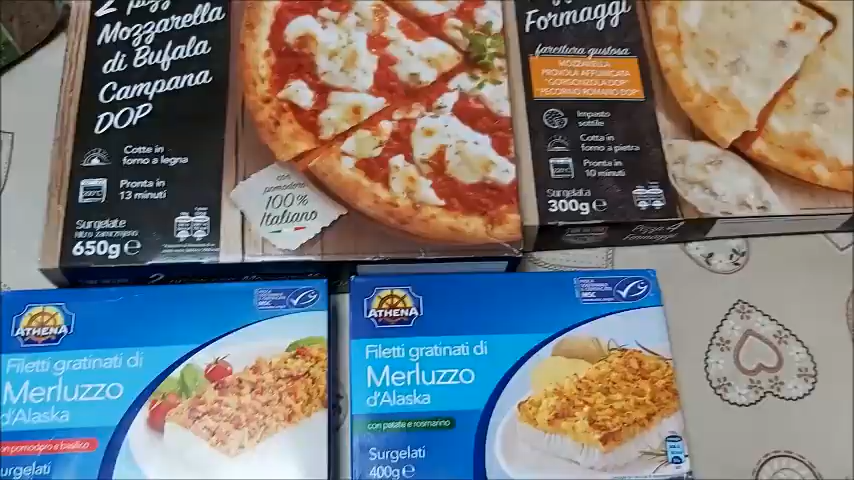 2 pizze
Mozzarella
di Bufala
Campana
DOP
Cotte in
forno a legna
Pronta in
13 minuti
Surgelate
650g e
con pomodoro
100%
italiano
Formaggi
farcitura gustosa
MOZZARELLA
PROVOLA AFFUMICATA
"GORGONZOLA DOP"
PECORINO ROMANO DOP
Impasto
sottile
Cotta in
forno a pietra
Pronta in
10 minuti
Surgelata
300g e
ATHENA
MSC
Filetti gratinati di
Merluzzo
d'Alaska
con pomodoro e basilico
Surgelati
ATHENA
MSC
Filetti gratinati di
Merluzzo
d'Alaska
con patate e rosmarino
Surgelati
400g e